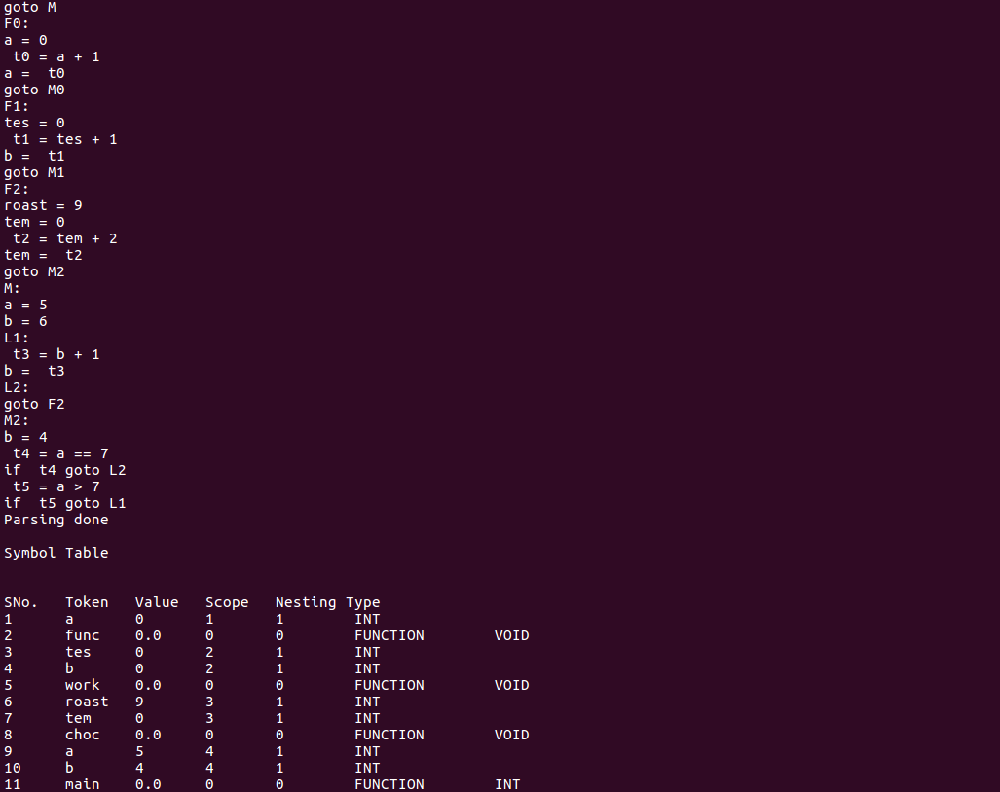 goto M
F0:
a = 0
 t0 = a + 1
a =  t0
goto M0
F1:
tes = 0
 t1 = tes + 1
b =  t1
goto M1
F2:
roast = 9
tem = 0
 t2 = tem + 2
tem =  t2
goto M2
M:
a = 5
b = 6
L1:
 t3 = b + 1
b =  t3
L2:
goto F2
M2:
b = 4
 t4 = a == 7
if  t4 goto L2
 t5 = a > 7
if  t5 goto L1
Parsing done
Symbol Table
SNo.   Token   Value   Scope   Nesting Type
1      a       0       1       1        INT
2      func    0.0     0       0        FUNCTION        VOID
3      tes     0       2       1        INT
4      b       0       2       1        INT
5      work    0.0     0       0        FUNCTION        VOID
6      roast   9       3       1        INT
7      tem     0       3       1        INT
8      choc    0.0     0       0        FUNCTION        VOID
9      a       5       4       1        INT
10     b       4       4       1        INT
11     main    0.0     0       0        FUNCTION        INT